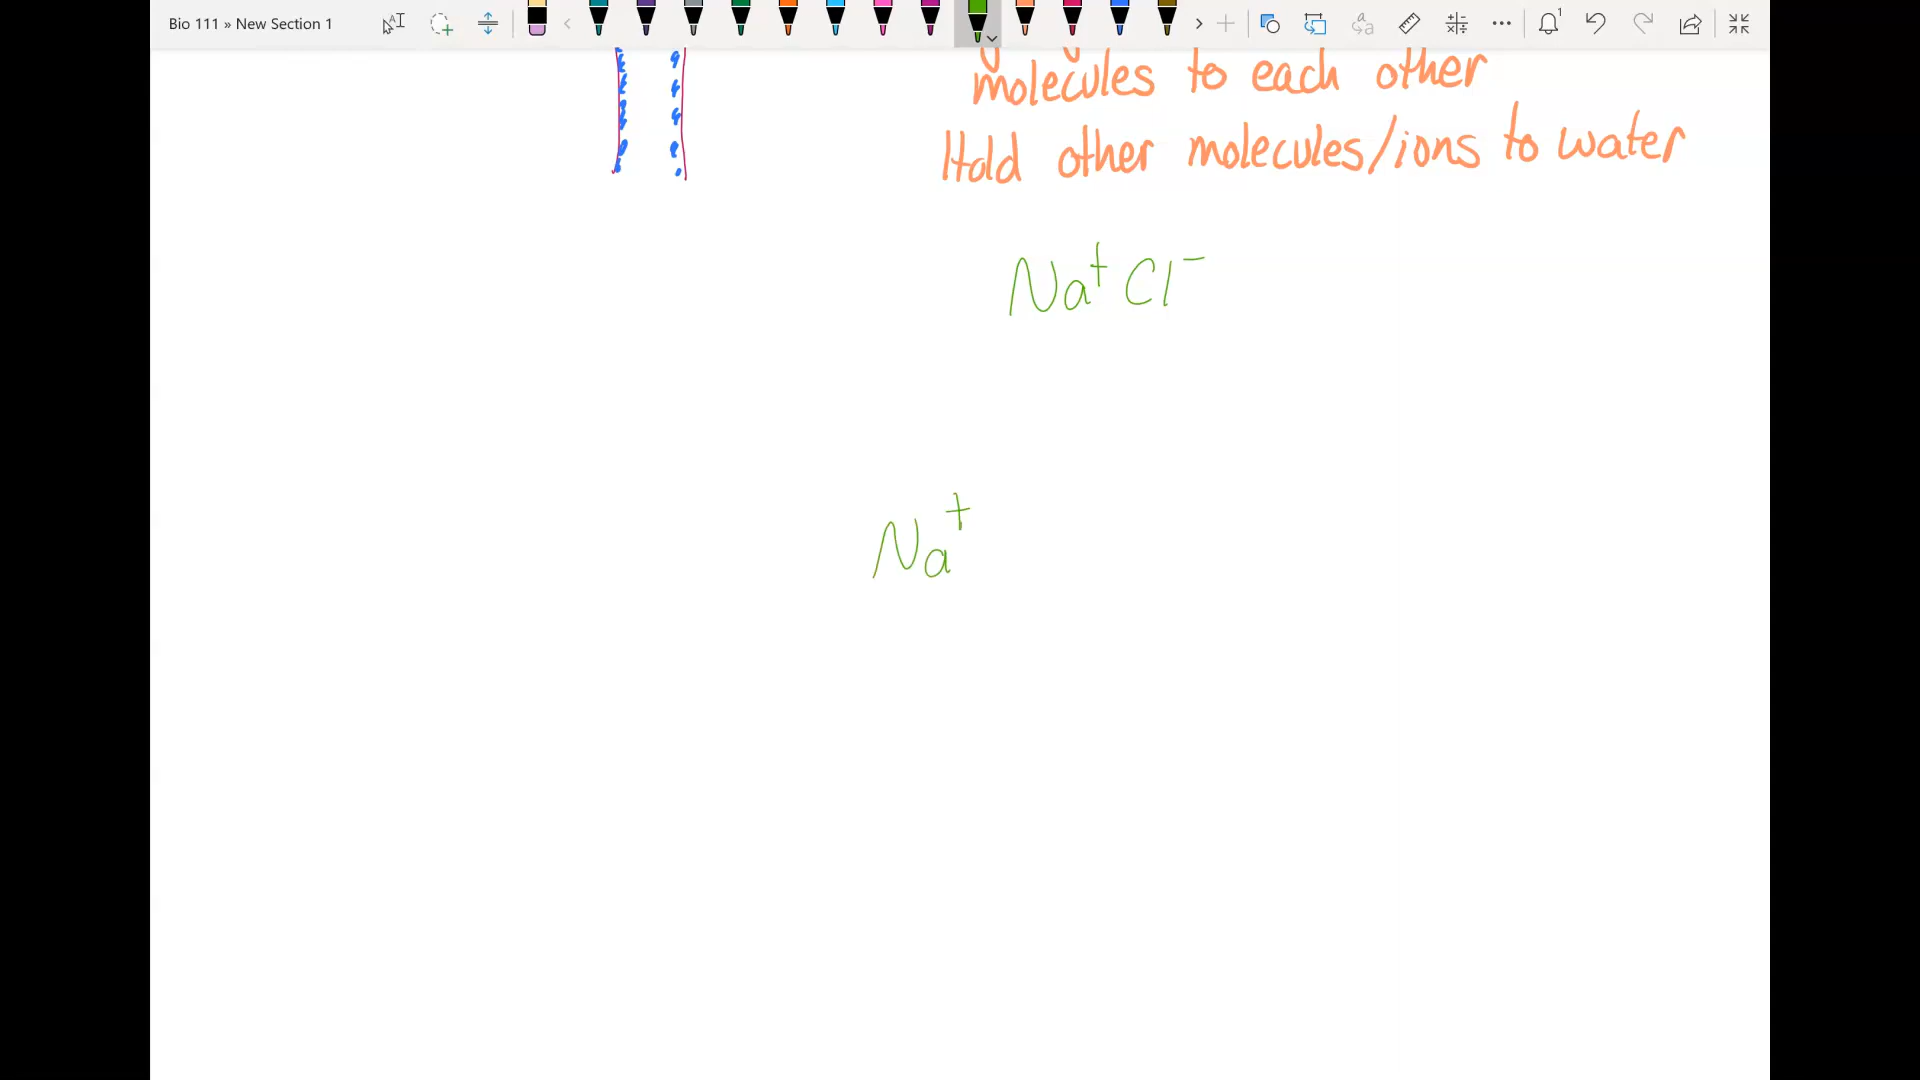 Bio 111 » New Section 1
molecules to each other
Hold other molecules/ions to water
Na⁺ Cl⁻
Na⁺